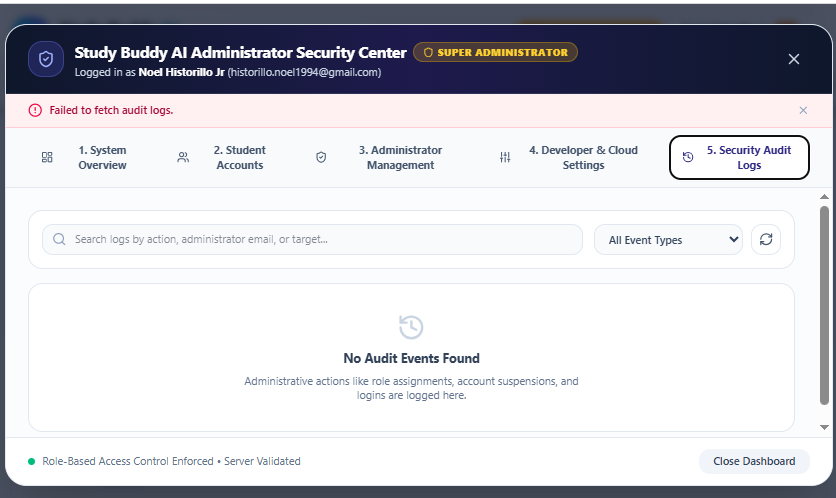 Study Buddy AI Administrator Security Center
SUPER ADMINISTRATOR
Logged in as Noel Historillo Jr (historillo.noel1994@gmail.com)
Failed to fetch audit logs.
1. System
Overview
2. Student
Accounts
3. Administrator
Management
4. Developer & Cloud
Settings
5. Security Audit
Logs
Search logs by action, administrator email, or target...
All Event Types
No Audit Events Found
Administrative actions like role assignments, account suspensions, and
logins are logged here.
Role-Based Access Control Enforced • Server Validated
Close Dashboard